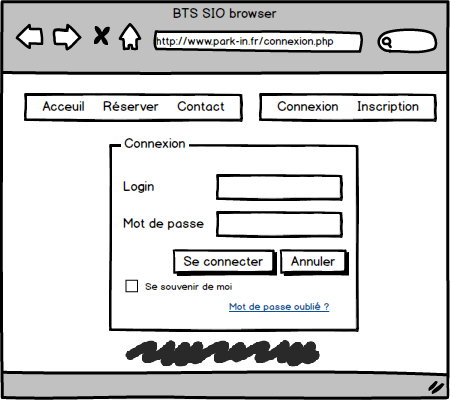 BTS SIO browser
http://www.park-in.fr/connexion.php
Acceuil Réserver Contact
Connexion Inscription
Connexion
Login
Mot de passe
Se connecter Annuler
Se souvenir de moi
Mot de passe oublié ?